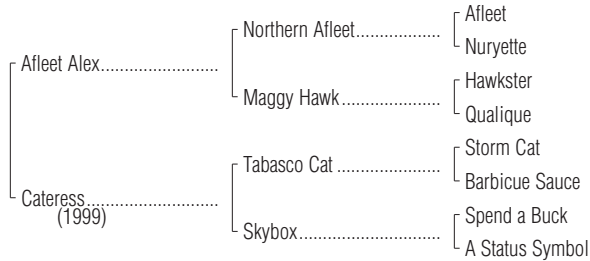 Afleet
Northern Afleet..................
Nuryette
Afleet Alex.........................
Hawkster
Maggy Hawk.....................
Qualique
Storm Cat
Tabasco Cat ......................
Barbicue Sauce
Cateress............................
(1999)
Spend a Buck
Skybox..............................
A Status Symbol